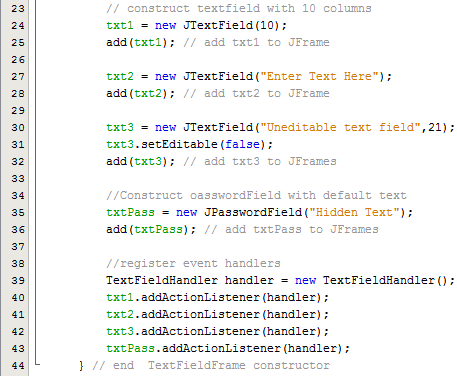 23 // construct textfield with 10 columns
24 txt1 = new JTextField(10);
25 add(txt1); // add txt1 to JFrame
26
27 txt2 = new JTextField("Enter Text Here");
28 add(txt2); // add txt2 to JFrame
29
30 txt3 = new JTextField("Uneditable text field",21);
31 txt3.setEditable(false);
32 add(txt3); // add txt3 to JFrames
33
34 //Construct oasswordField with default text
35 txtPass = new JPasswordField("Hidden Text");
36 add(txtPass); // add txtPass to JFrames
37
38 //register event handlers
39 TextFieldHandler handler = new TextFieldHandler();
40 txt1.addActionListener(handler);
41 txt2.addActionListener(handler);
42 txt3.addActionListener(handler);
43 txtPass.addActionListener(handler);
44 } // end  TextFieldFrame constructor